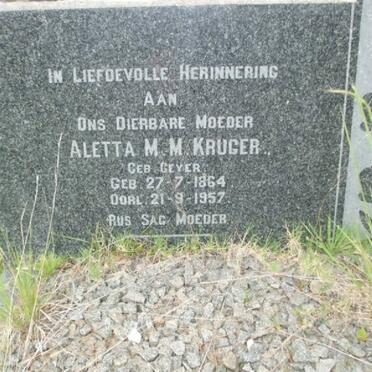 IN LIEFDEVOLLE HERINNERING
AAN
ONS DIERBARE MOEDER
ALETTA M. M. KRUGER.,
GEB GEYER.
GEB. 27-7-1864.
OORL. 21-9-1957.
RUS SAG MOEDER